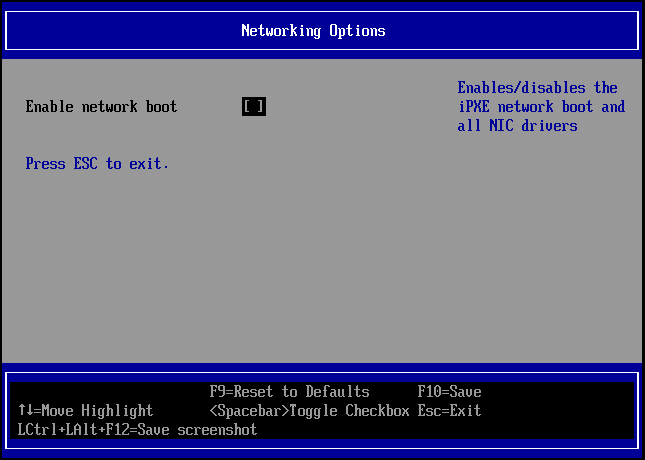 Networking Options
Enables/disables the
Enable network boot [ ] iPXE network boot and
all NIC drivers
Press ESC to exit.
F9=Reset to Defaults F10=Save
↑↓=Move Highlight <Spacebar>Toggle Checkbox Esc=Exit
LCtrl+LAlt+F12=Save screenshot